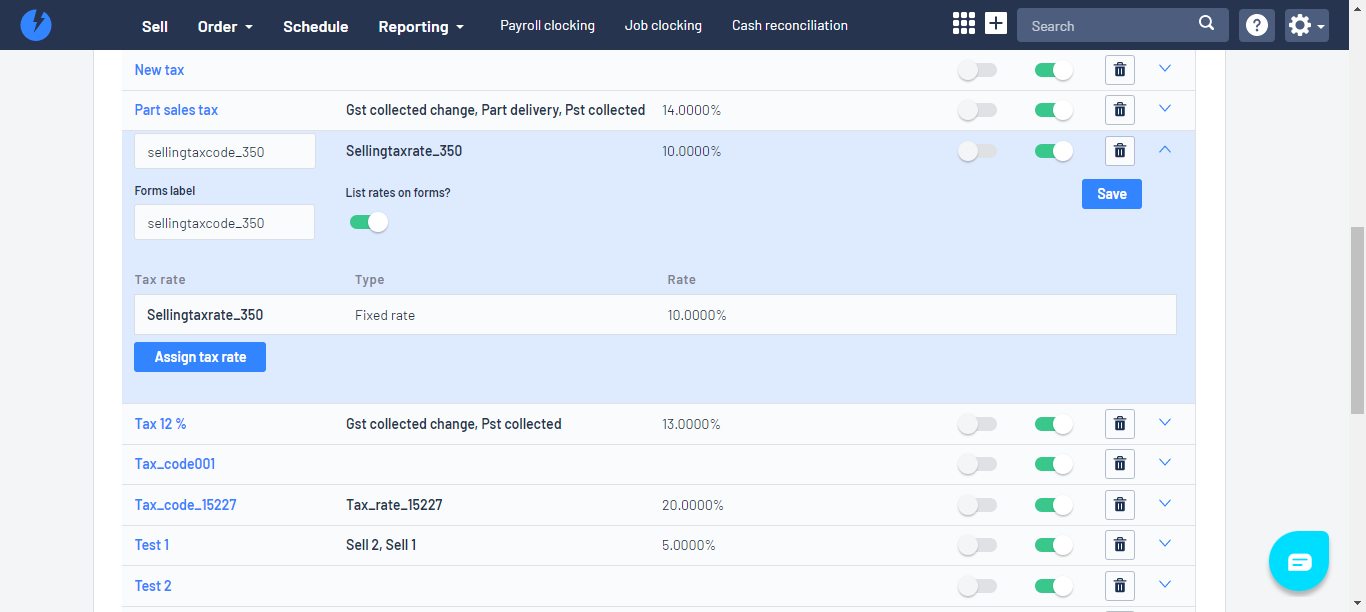 Sell Order Schedule Reporting Payroll clocking Job clocking Cash reconciliation Search
New tax
Part sales tax Gst collected change, Part delivery, Pst collected 14.0000%
sellingtaxcode_350 Sellingtaxrate_350 10.0000%
Forms label List rates on forms? Save
sellingtaxcode_350
Tax rate Type Rate
Sellingtaxrate_350 Fixed rate 10.0000%
Assign tax rate
Tax 12 % Gst collected change, Pst collected 13.0000%
Tax_code001
Tax_code_15227 Tax_rate_15227 20.0000%
Test 1 Sell 2, Sell 1 5.0000%
Test 2